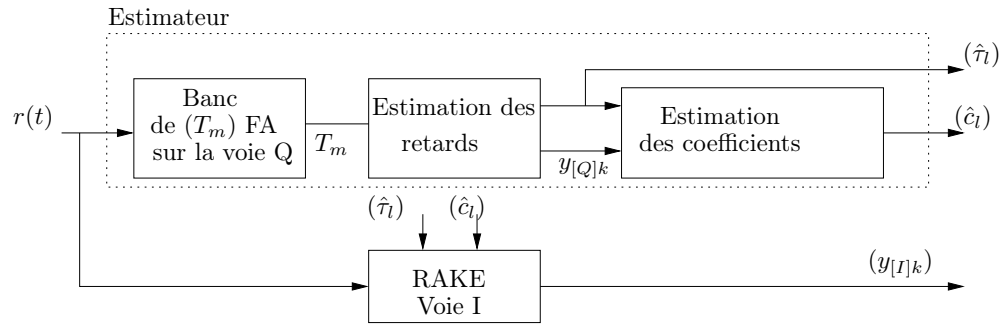 Estimateur
r(t)
Banc
de (T_m) FA
sur la voie Q
T_m
Estimation des
retards
y_{[Q]k}
Estimation
des coefficients
(τ̂_l)
(ĉ_l)
(τ̂_l) (ĉ_l)
RAKE
Voie I
(y_{[I]k})